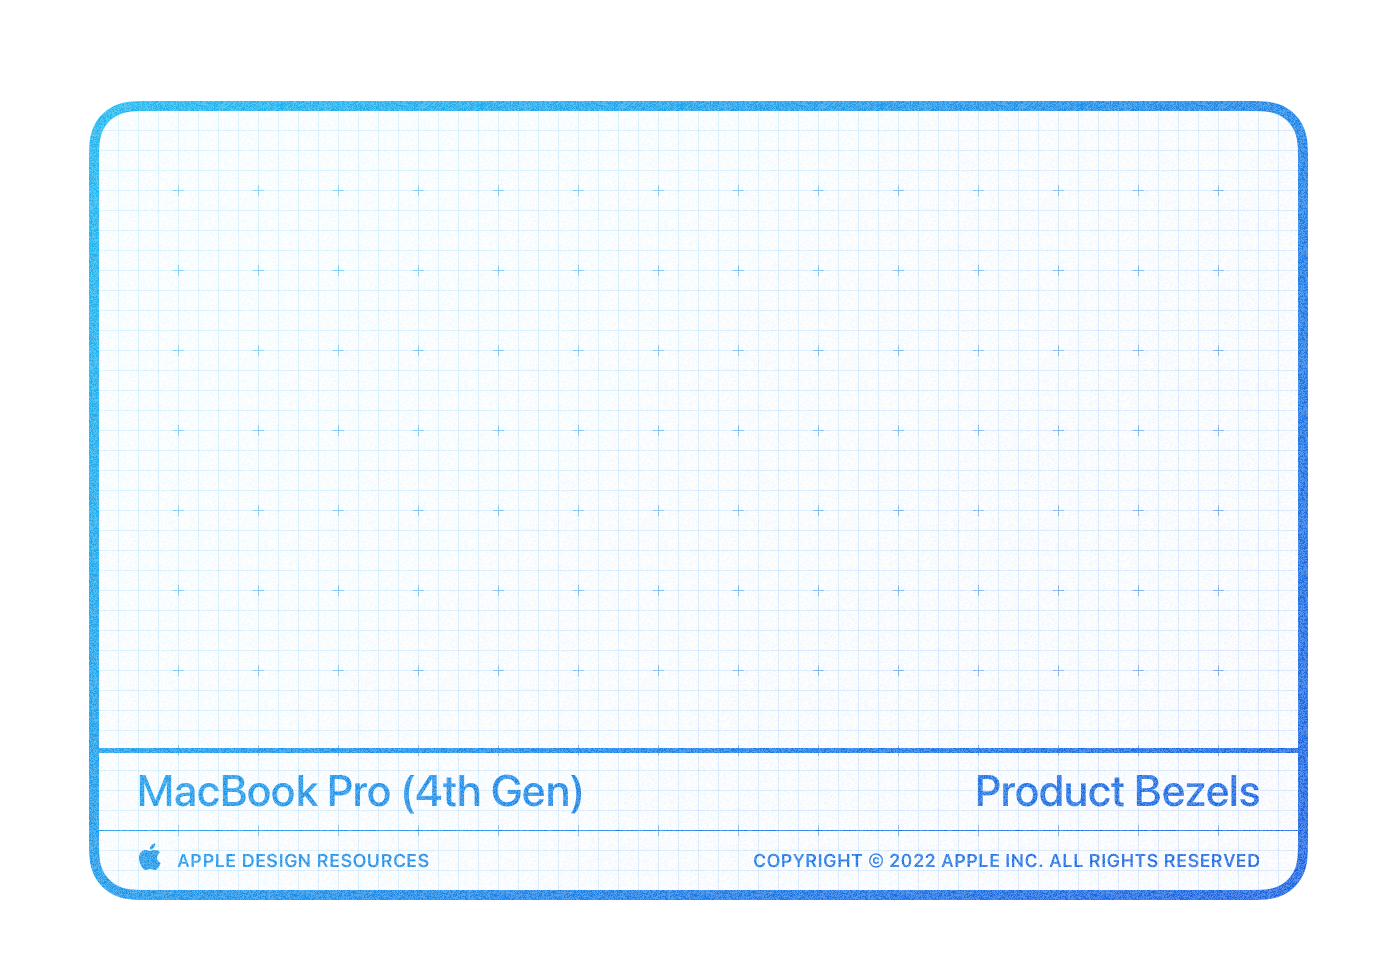 MacBook Pro (4th Gen)
Product Bezels
APPLE DESIGN RESOURCES
COPYRIGHT © 2022 APPLE INC. ALL RIGHTS RESERVED